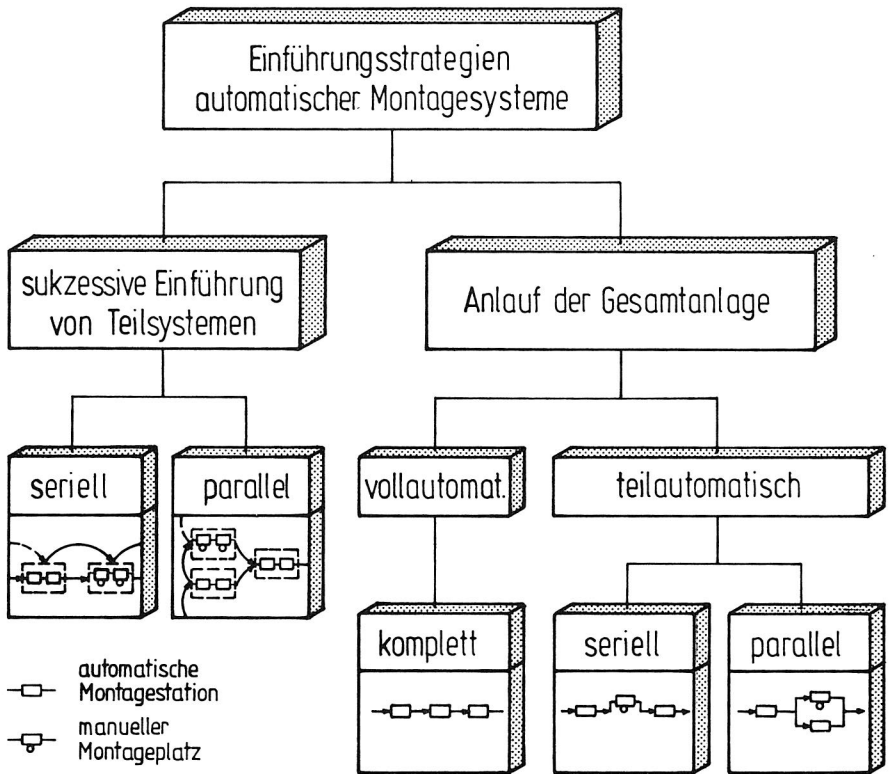 Einführungsstrategien
automatischer Montagesysteme
sukzessive Einführung
von Teilsystemen
Anlauf der Gesamtanlage
seriell
parallel
vollautomat.
teilautomatisch
komplett
seriell
parallel
automatische
Montagestation
manueller
Montageplatz